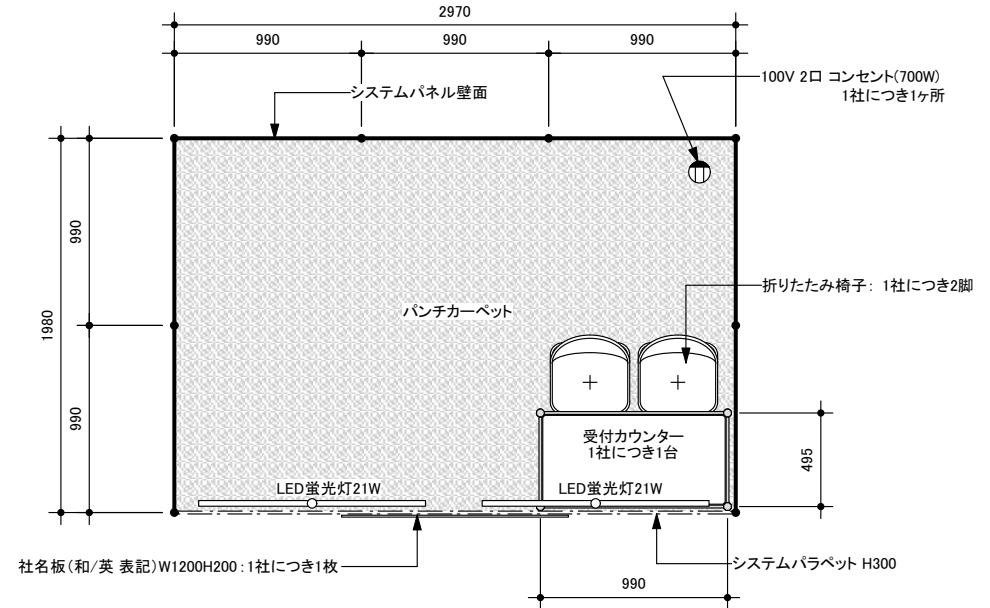 2970
990
990
990
100V 2口 コンセント(700W)
1社につき1ヶ所
システムパネル壁面
990
1980
折りたたみ椅子： 1社につき2脚
パンチカーペット
990
受付カウンター
1社につき1台
495
LED蛍光灯21W
LED蛍光灯21W
社名板(和/英 表記)W1200H200：1社につき1枚
システムパラペット H300
990